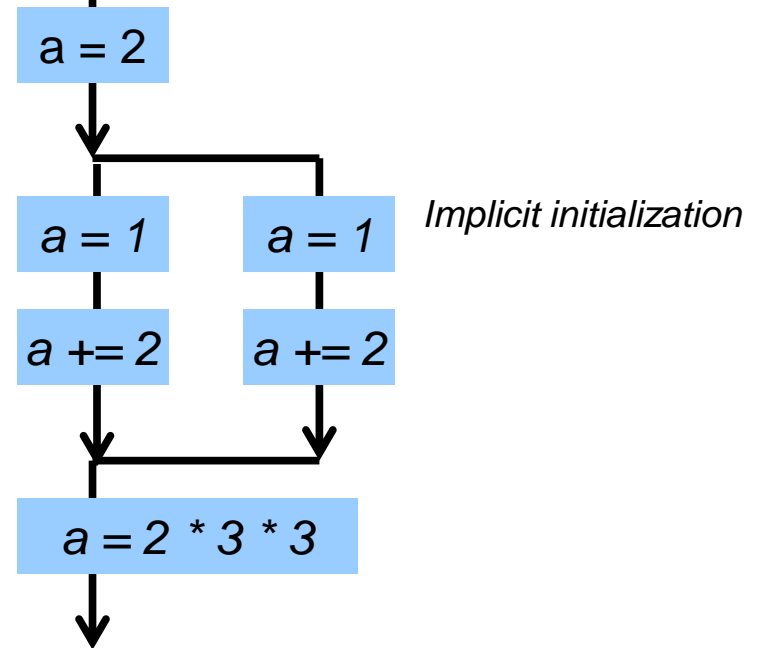 a = 2
a = 1
a = 1
Implicit initialization
a += 2
a += 2
a = 2 * 3 * 3